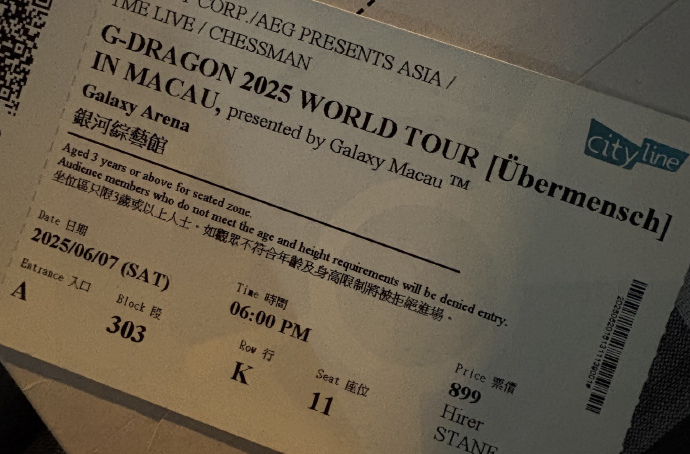 CORP./AEG PRESENTS ASIA /
TME LIVE / CHESSMAN
G-DRAGON 2025 WORLD TOUR [Übermensch]
IN MACAU, presented by Galaxy Macau ™
Galaxy Arena
銀河綜藝館
cityline
Aged 3 years or above for seated zone.
Audience members who do not meet the age and height requirements will be denied entry.
坐位區只限3歲或以上人士。如觀眾不符合年齡及身高限制將被拒絕進場。
Date 日期
2025/06/07 (SAT)
Time 時間
06:00 PM
Entrance 入口
A
Block 段
303
Row 行
K
Seat 座位
11
Price 票價
899
Hirer
STANF